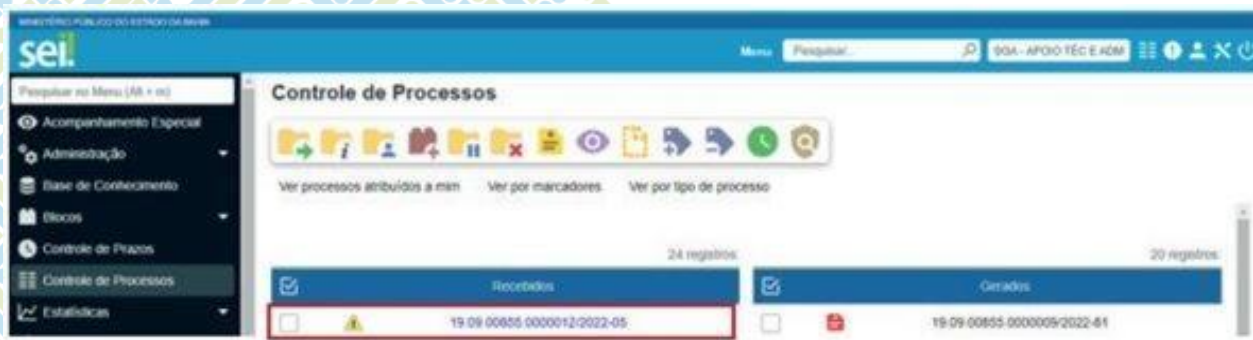 MINISTÉRIO PÚBLICO DO ESTADO DA BAHIA
sei!
Menu Pesquisar... SGA - APOIO TÉC E ADM
Pesquisar no Menu (Alt + m)
Acompanhamento Especial
Administração
Base de Conhecimento
Blocos
Controle de Prazos
Controle de Processos
Estatísticas
Controle de Processos
Ver processos atribuídos a mim Ver por marcadores Ver por tipo de processo
24 registros:
Recebidos
19.09.00855.0000012/2022-05
20 registros:
Gerados
19.09.00855.0000009/2022-61